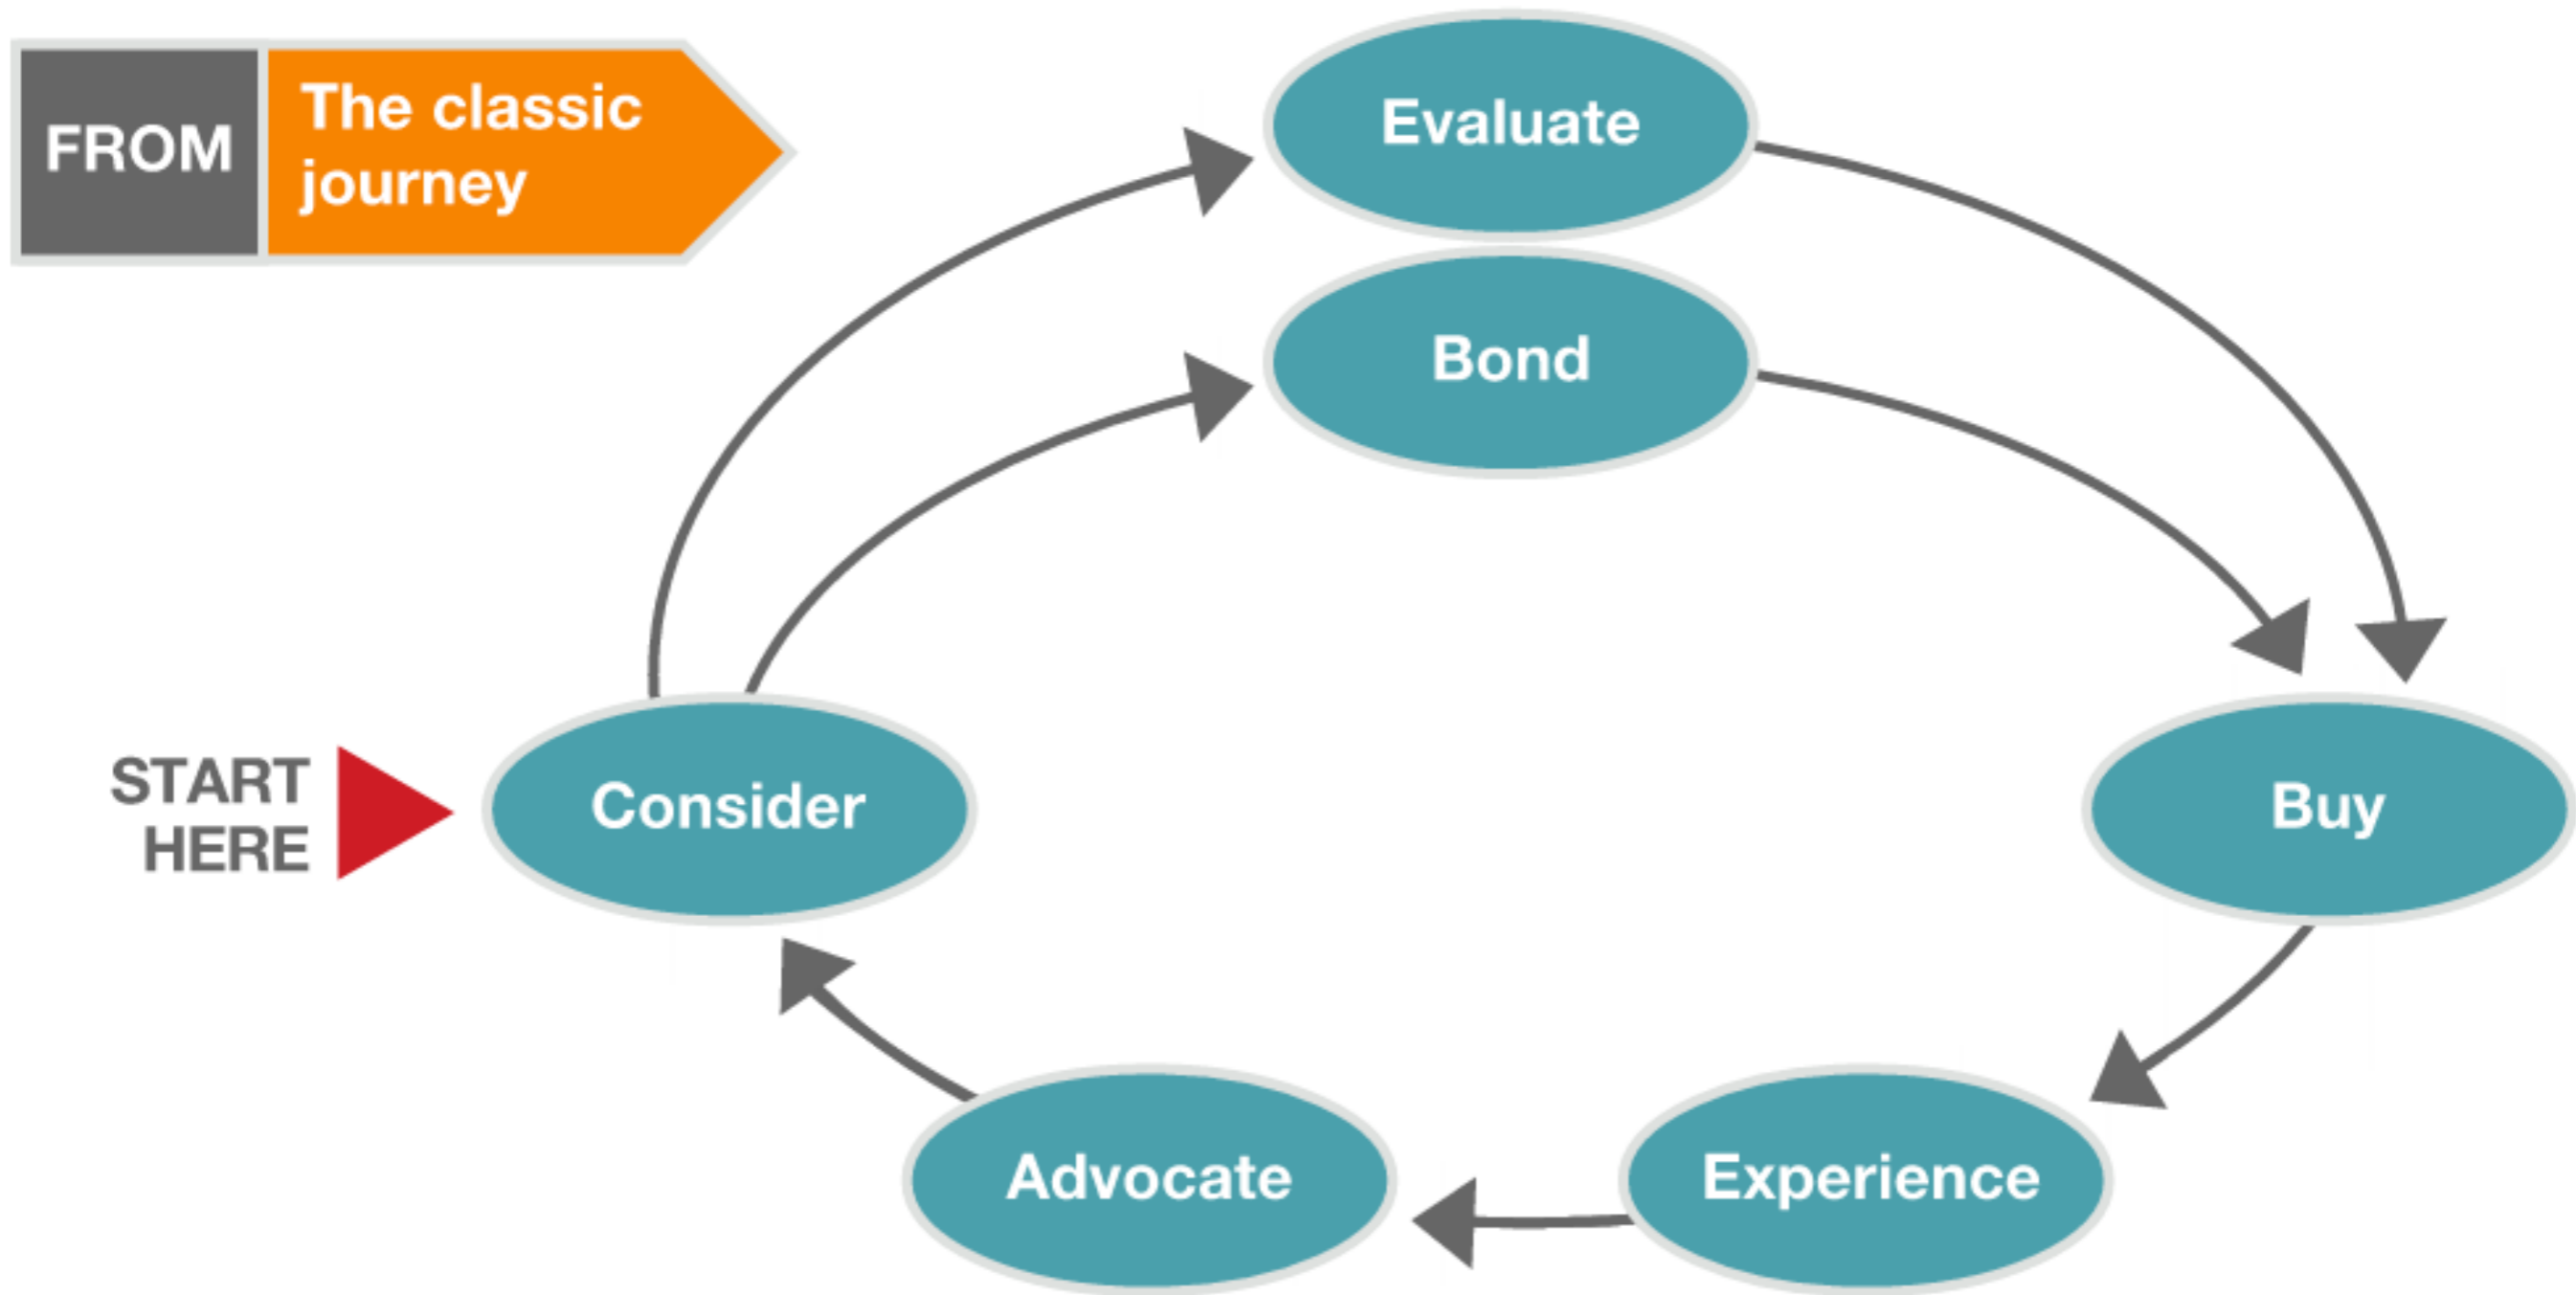 FROM
The classic
journey
Evaluate
Bond
START
HERE
Consider
Buy
Advocate
Experience